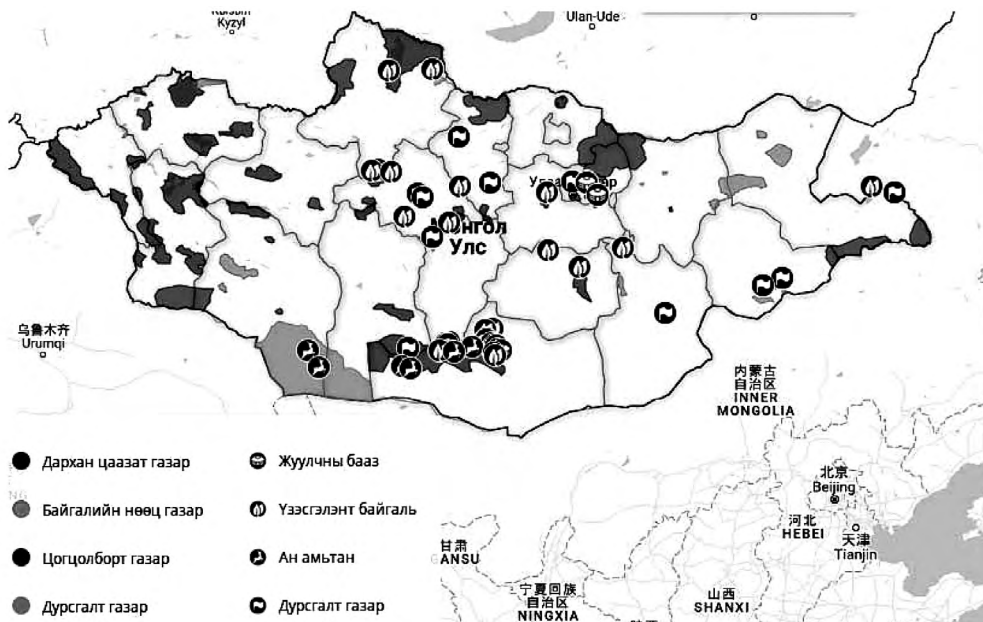 Kyzyl
Ulan-Ude
Улс
乌鲁木齐
Urumqi
内蒙古
自治区
INNER
MONGOLIA
Дархан цаазат газар
Байгалийн нөөц газар
Цогцолборт газар
Дурсгалт газар
Жуулчны бааз
Үзэсгэлэнт байгаль
Ан амьтан
Дурсгалт газар
北京
Beijing
河北
HEBEI
天津
Tianjin
甘肃
GANSU
宁夏回族
自治区
NINGXIA
山西
SHANXI